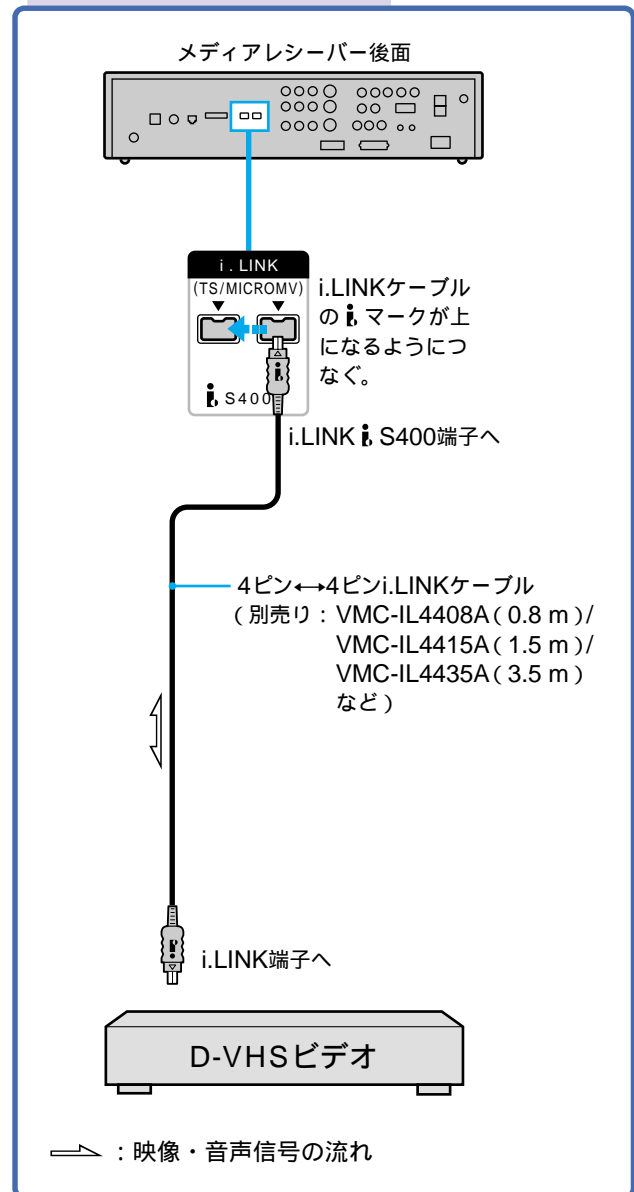 メディアレシーバー後面
i.LINK
(TS/MICROMV)
i S400
i.LINKケーブル
の i マークが上
になるようにつ
なぐ。
i.LINK i S400端子へ
4ピン↔4ピンi.LINKケーブル
(別売り:VMC-IL4408A(0.8 m)/
VMC-IL4415A(1.5 m)/
VMC-IL4435A(3.5 m)
など)
i.LINK端子へ
D-VHSビデオ
:映像・音声信号の流れ